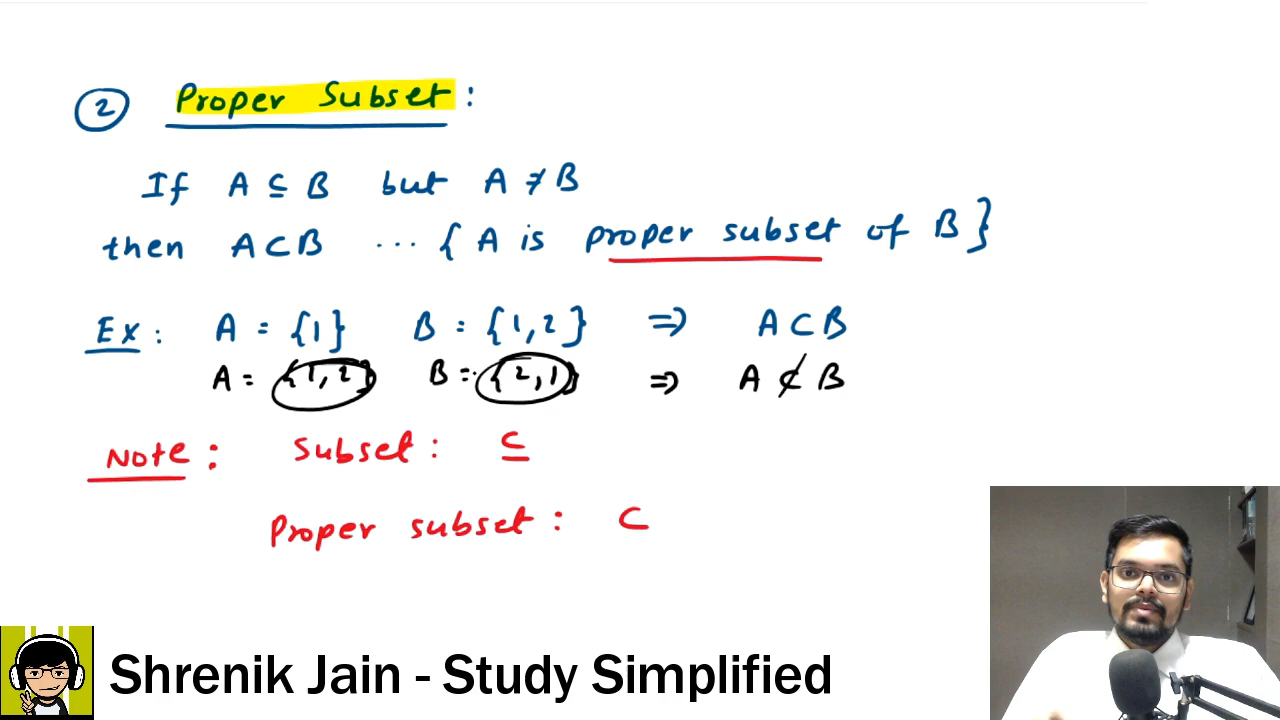 ② Proper Subset :
If A ⊆ B but A ≠ B
then A ⊂ B ... { A is proper subset of B }
Ex : A = {1} B = {1,2} ⇒ A ⊂ B
A = {1,2} B = {2,1} ⇒ A ⊄ B
Note : Subset : ⊆
Proper subset : ⊂
Shrenik Jain - Study Simplified